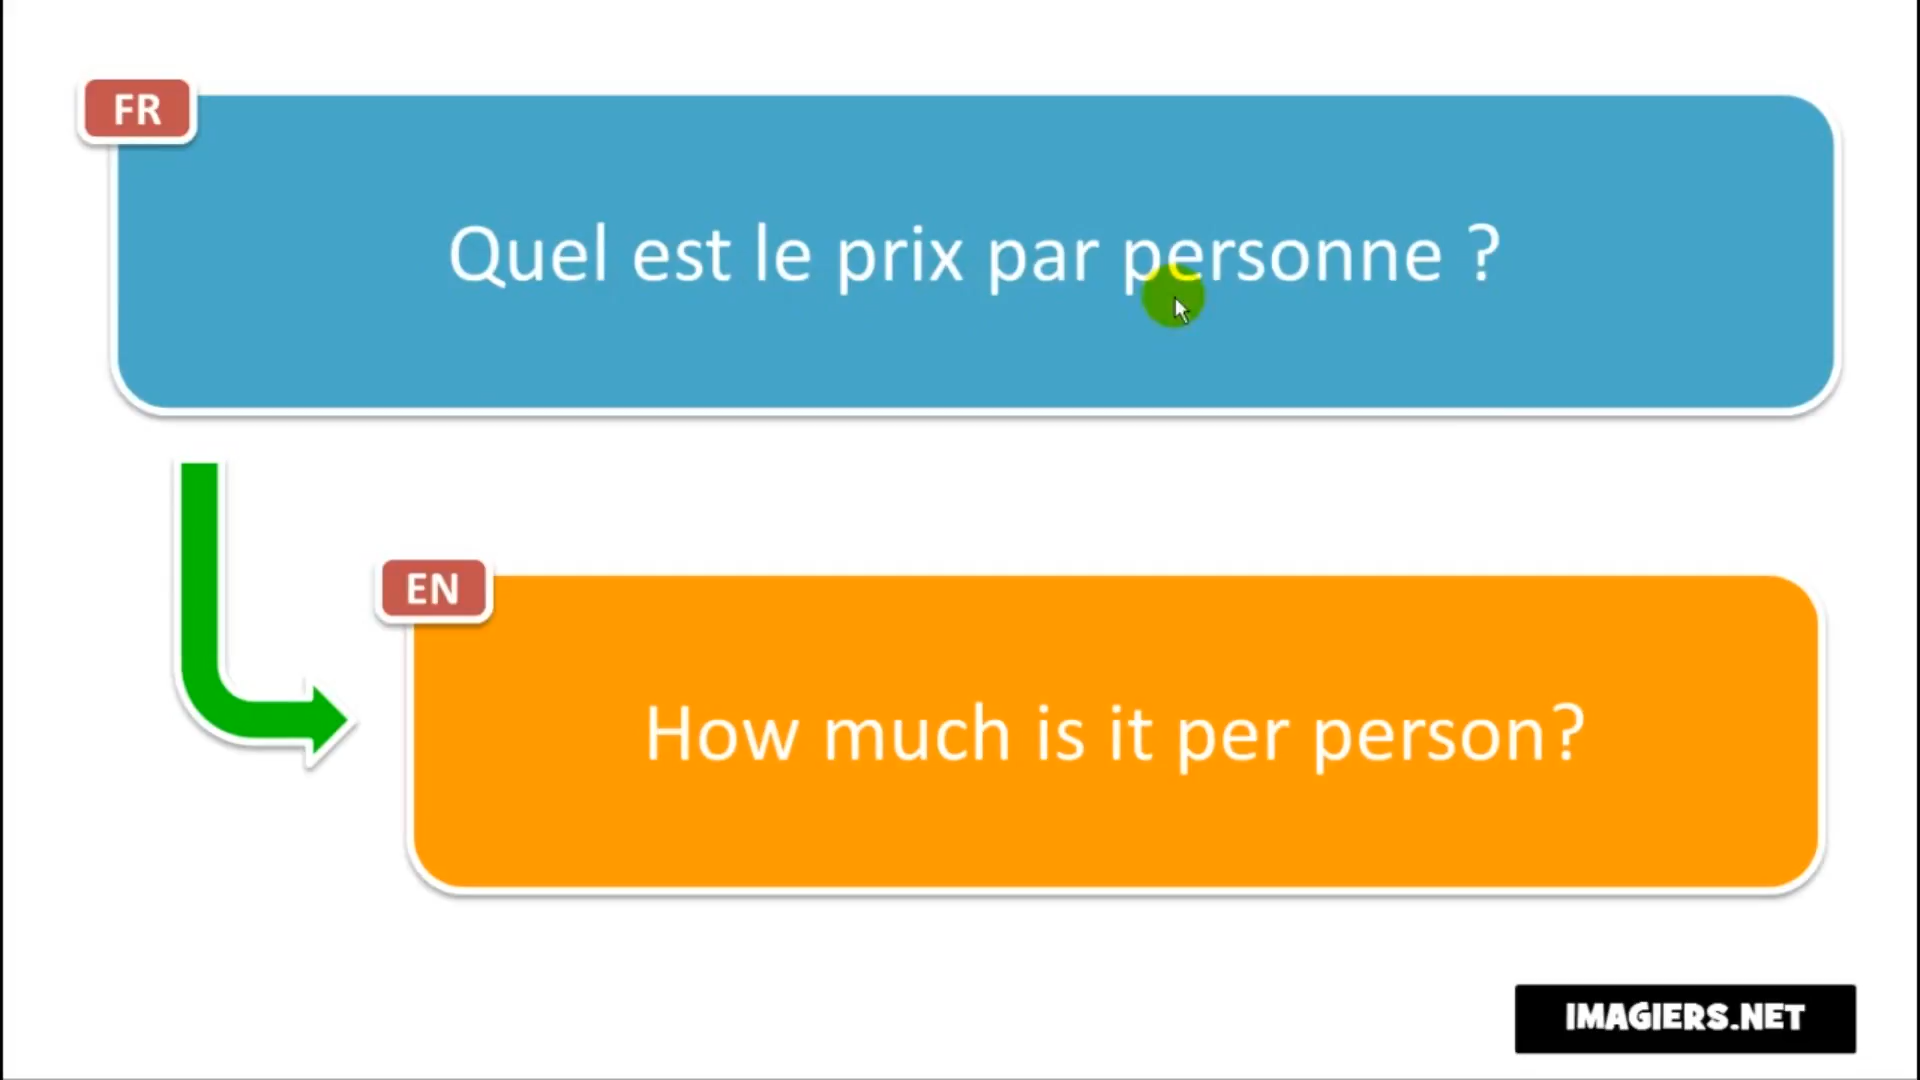 FR
Quel est le prix par personne ?
EN
How much is it per person?
IMAGIERS.NET